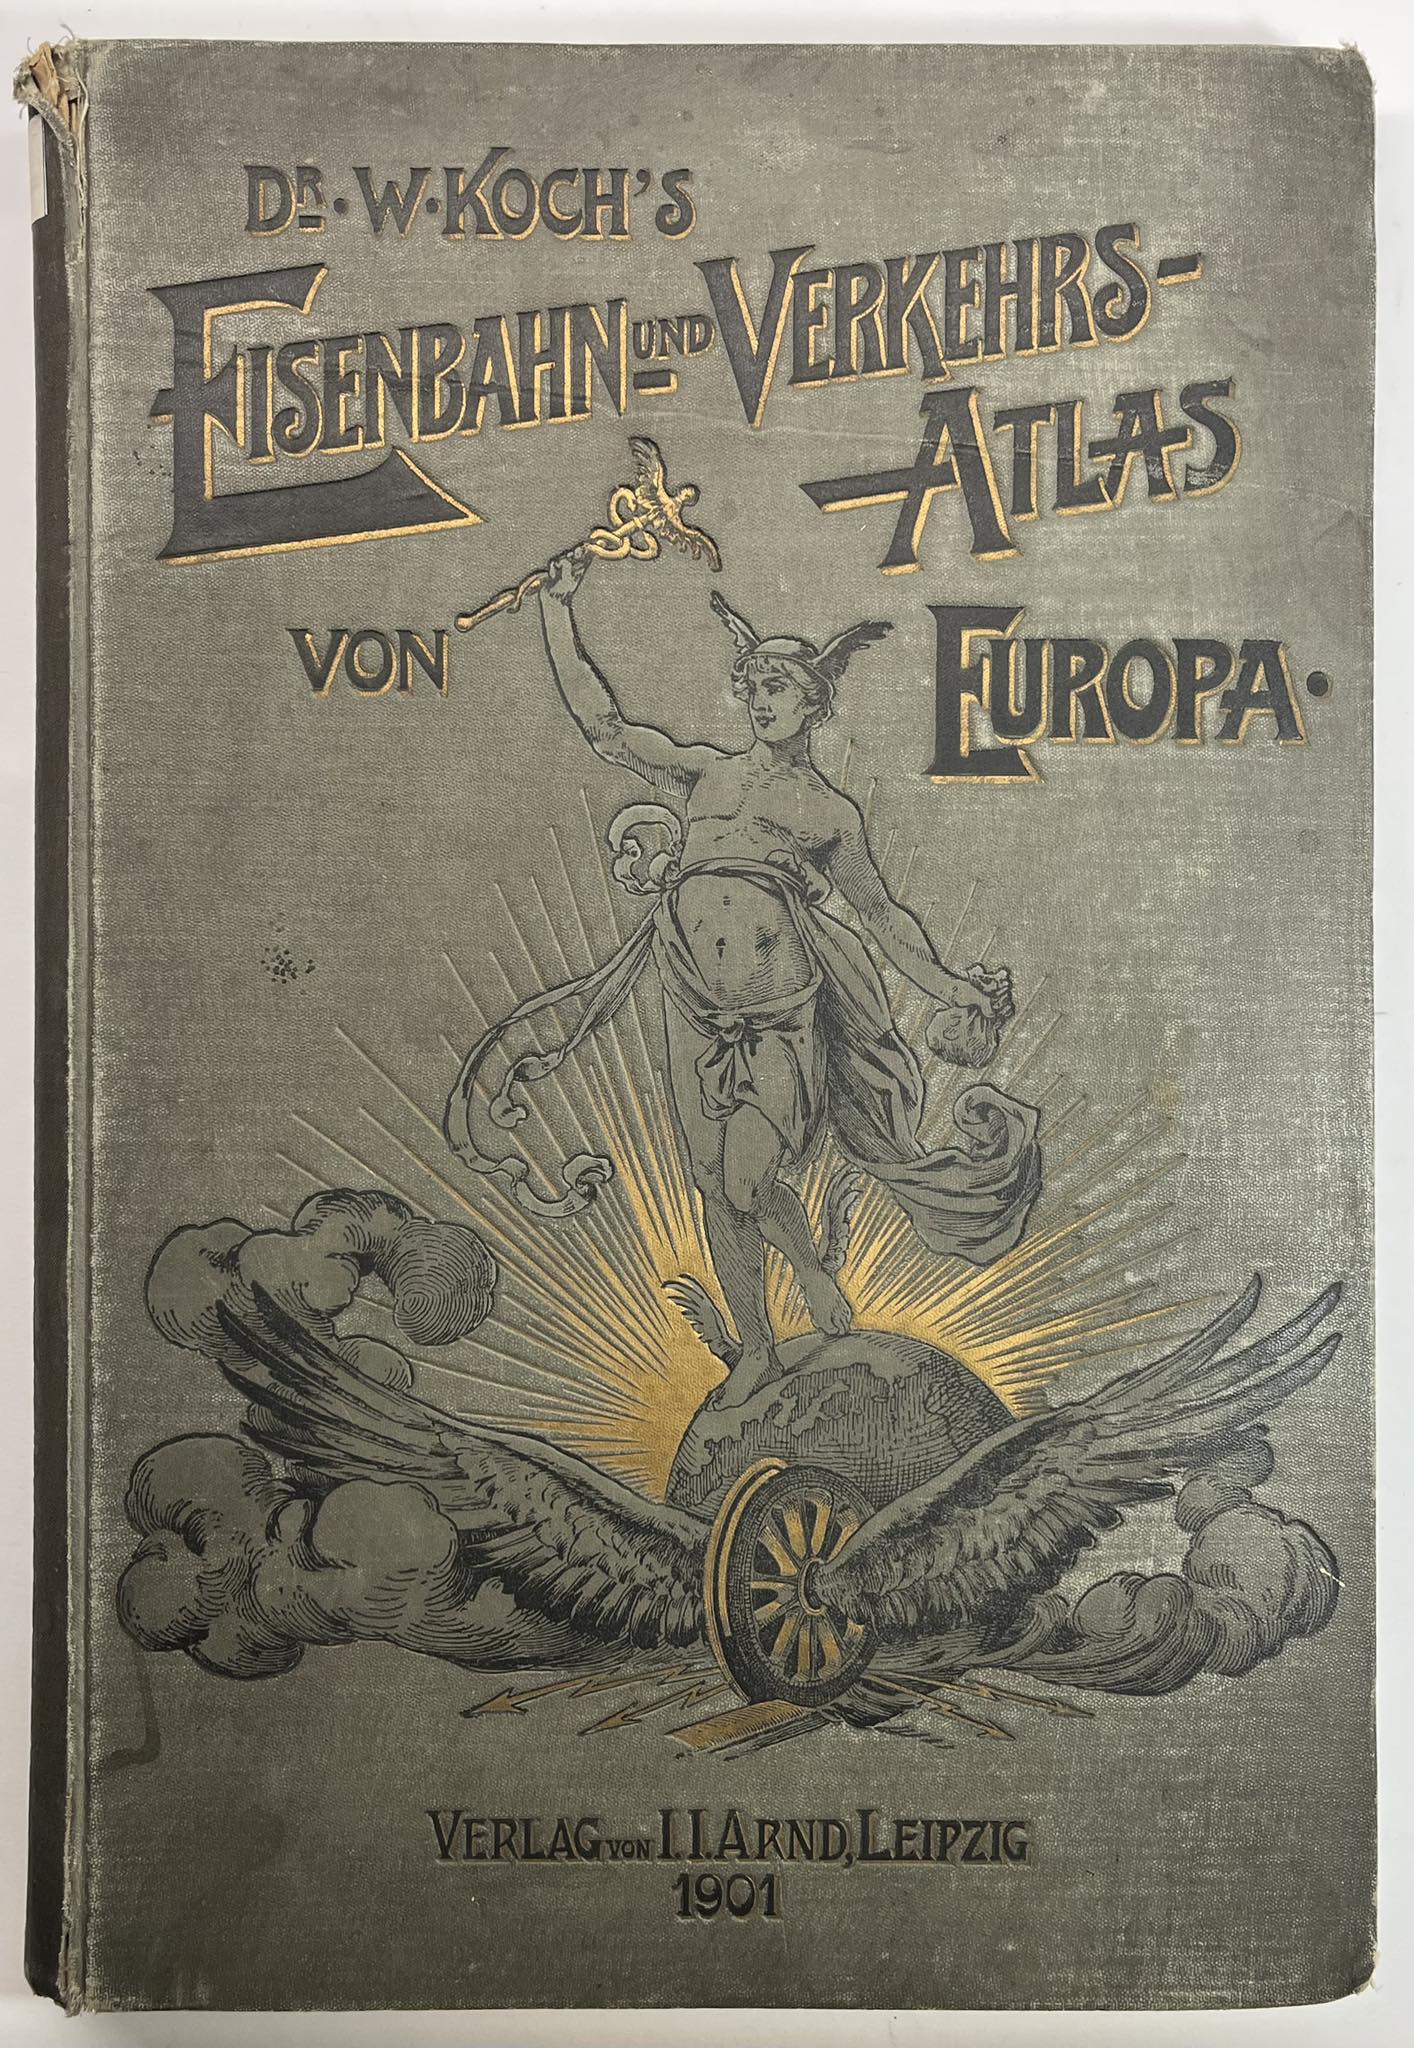 DR. W. KOCH'S
EISENBAHN- UND VERKEHRS-
ATLAS
VON EUROPA.
VERLAG VON I. I. ARND, LEIPZIG
1901